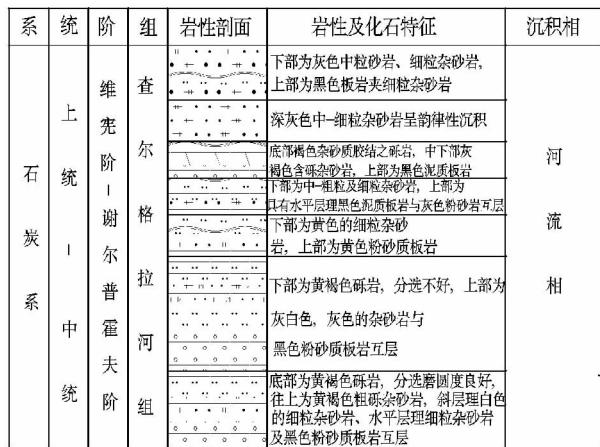 系 统 阶 组 岩性剖面 岩性及化石特征 沉积相
石炭系
上统－中统
维宪阶－谢尔普霍夫阶
查尔格拉河组
下部为灰色中粒砂岩、细粒杂砂岩,
上部为黑色板岩夹细粒杂砂岩
深灰色中-细粒杂砂岩呈韵律性沉积
底部褐色杂砂质胶结之砾岩, 中下部灰
褐色含砾杂砂岩, 上部为黑色泥质板岩
下部为中-粗粒及细粒杂砂岩, 上部为
具有水平层理黑色泥质板岩与灰色粉砂岩互层
下部为黄色的细粒杂砂
岩, 上部为黄色粉砂质板岩
下部为黄褐色砾岩, 分选不好, 上部为
灰白色, 灰色的杂砂岩与
黑色粉砂质板岩互层
底部为黄褐色砾岩, 分选磨圆度良好,
往上为黄褐色粗砾杂砂岩, 斜层理白色
的细粒杂砂岩、水平层理细粒杂砂岩
及黑色粉砂质板岩互层
河流相